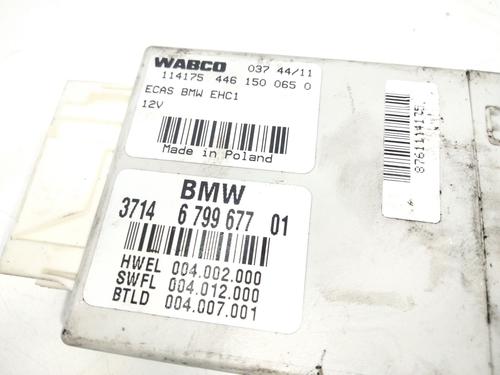 WABCO 037 44/11
114175 446 150 065 0
ECAS BMW EHC1
12V
Made in Poland
BMW
3714 6 799 677 01
HWEL 004.002.000
SWFL 004.012.000
BTLD 004.007.001
8761114175